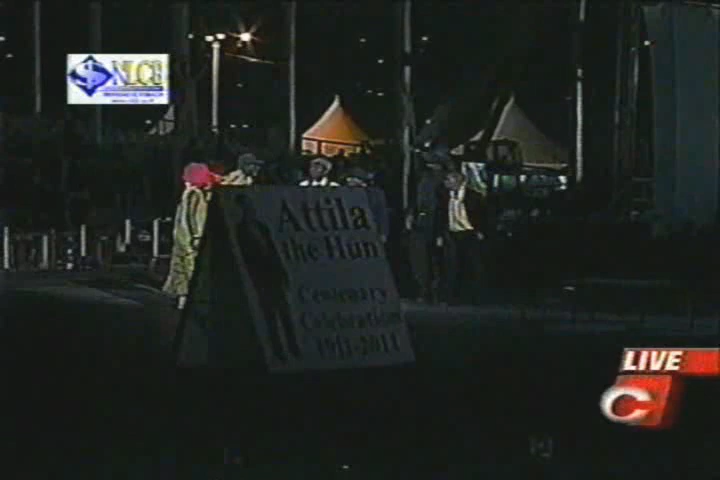 NLCB
Attila
the Hun
Centenary
Celebration
1911-2011
LIVE
C